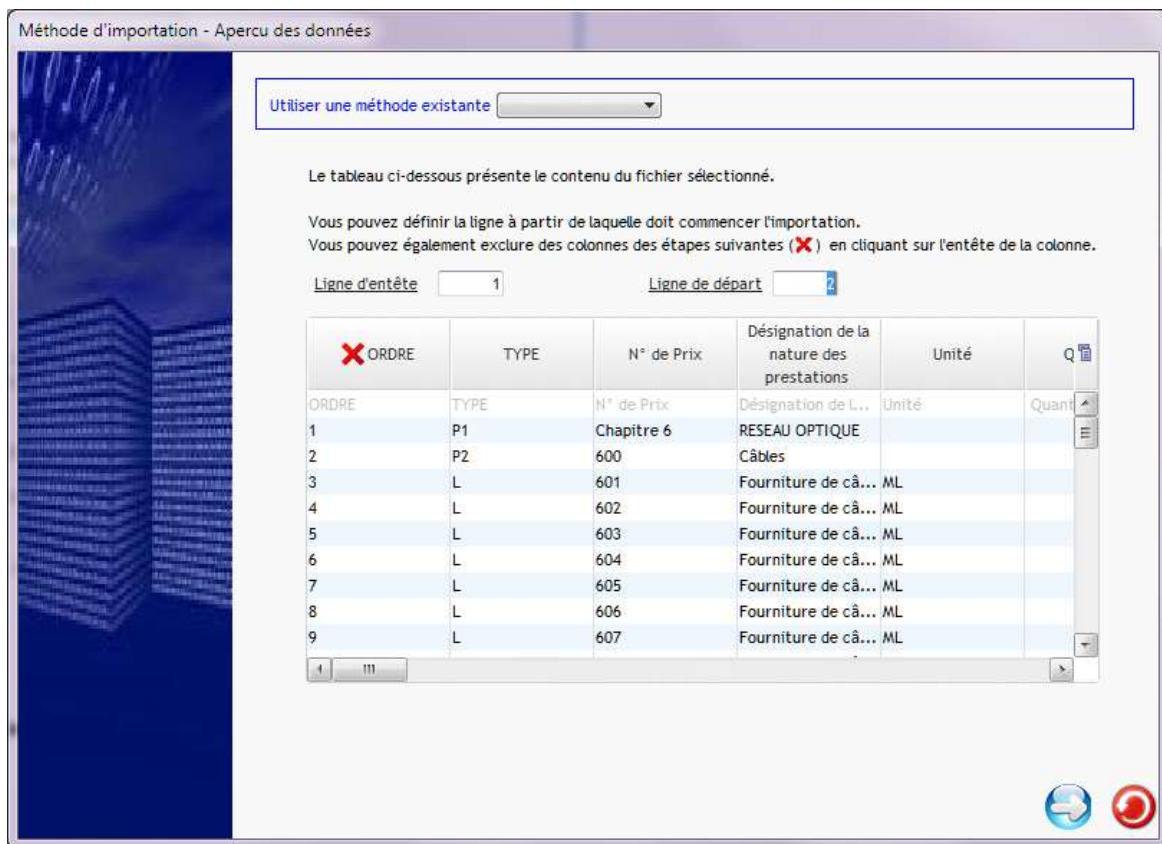 Méthode d'importation - Apercu des données
Utiliser une méthode existante
Le tableau ci-dessous présente le contenu du fichier sélectionné.
Vous pouvez définir la ligne à partir de laquelle doit commencer l'importation.
Vous pouvez également exclure des colonnes des étapes suivantes (❌) en cliquant sur l'entête de la colonne.
Ligne d'entête 1 Ligne de départ 2
ORDRE TYPE N° de Prix Désignation de la nature des prestations Unité Q
ORDRE TYPE N° de Prix Désignation de l... Unité Quant
1 P1 Chapitre 6 RESEAU OPTIQUE
2 P2 600 Câbles
3 L 601 Fourniture de câ... ML
4 L 602 Fourniture de câ... ML
5 L 603 Fourniture de câ... ML
6 L 604 Fourniture de câ... ML
7 L 605 Fourniture de câ... ML
8 L 606 Fourniture de câ... ML
9 L 607 Fourniture de câ... ML